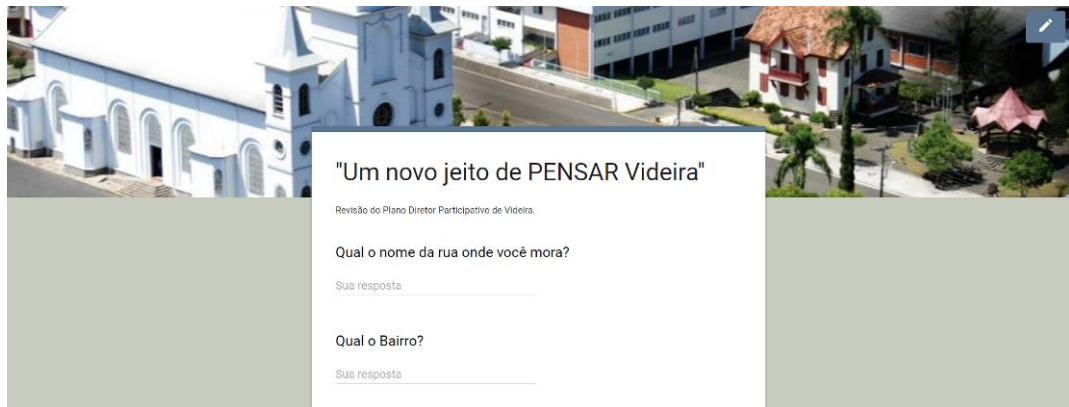 "Um novo jeito de PENSAR Videira"
Revisão do Plano Diretor Participativo de Videira.
Qual o nome da rua onde você mora?
Sua resposta
Qual o Bairro?
Sua resposta